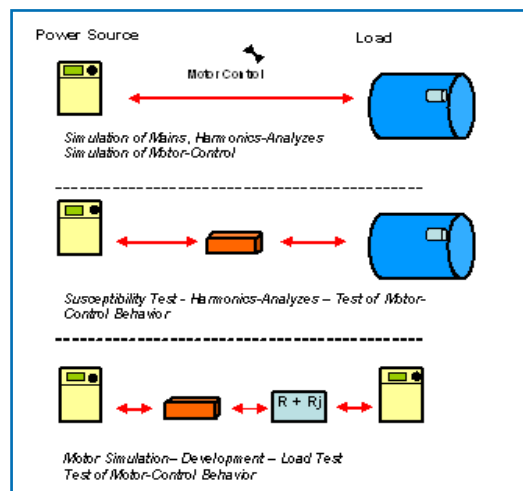 Power Source
Load
Motor Control
Simulation of Mains, Harmonics-Analyzes
Simulation of Motor-Control
Susceptibility Test - Harmonics-Analyzes – Test of Motor-
Control Behavior
R + Rj
Motor Simulation– Development – Load Test
Test of Motor-Control Behavior